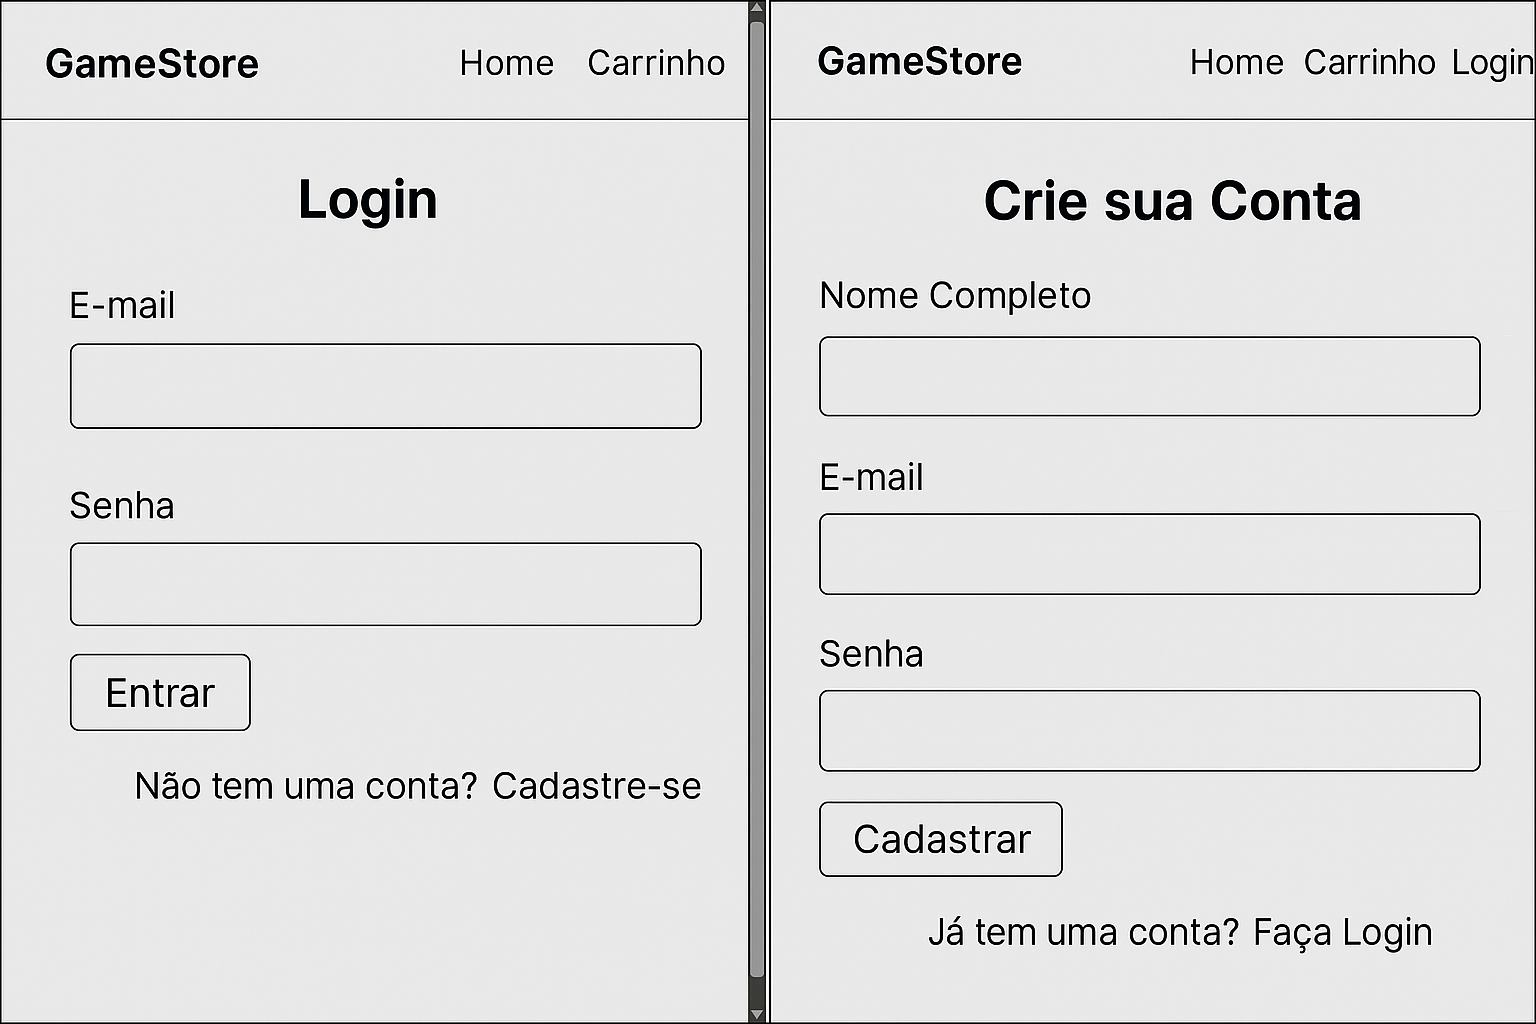 GameStore Home Carrinho
Login
E-mail
Senha
Entrar
Não tem uma conta? Cadastre-se
GameStore Home Carrinho Login
Crie sua Conta
Nome Completo
E-mail
Senha
Cadastrar
Já tem uma conta? Faça Login